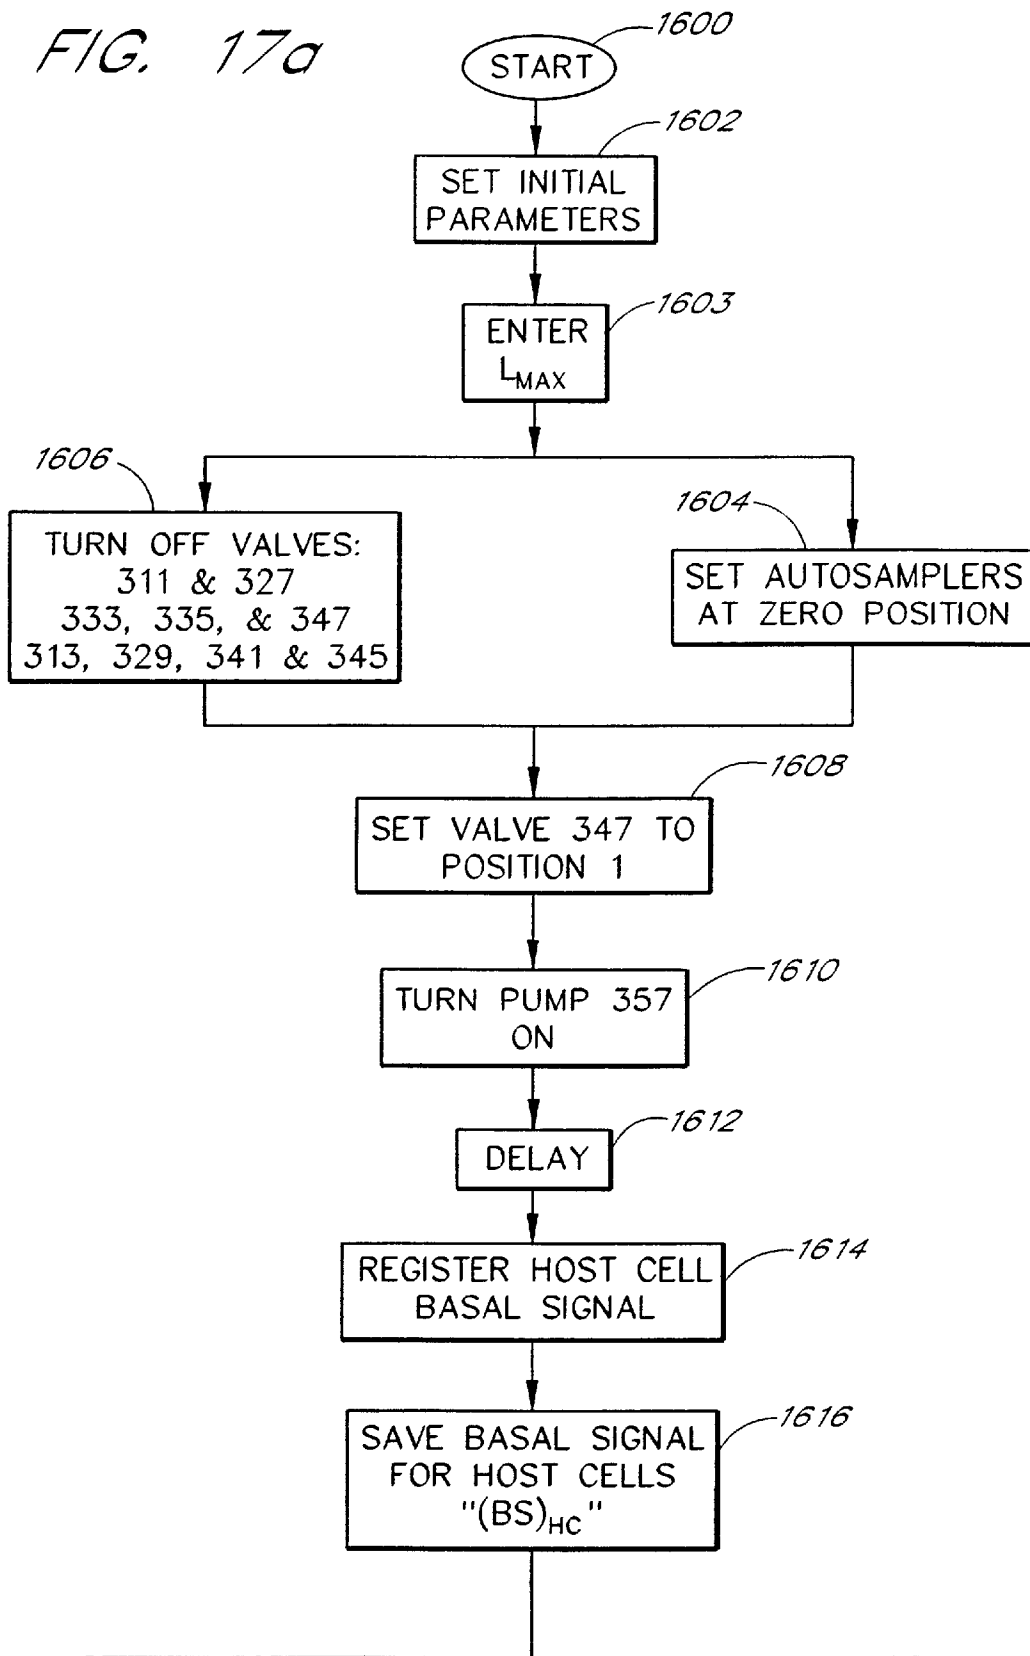 FIG. 17a
1600
START
1602
SET INITIAL
PARAMETERS
1603
ENTER
LMAX
1606
TURN OFF VALVES:
311 & 327
333, 335, & 347
313, 329, 341 & 345
1604
SET AUTOSAMPLERS
AT ZERO POSITION
1608
SET VALVE 347 TO
POSITION 1
1610
TURN PUMP 357
ON
1612
DELAY
1614
REGISTER HOST CELL
BASAL SIGNAL
1616
SAVE BASAL SIGNAL
FOR HOST CELLS
"(BS)HC"